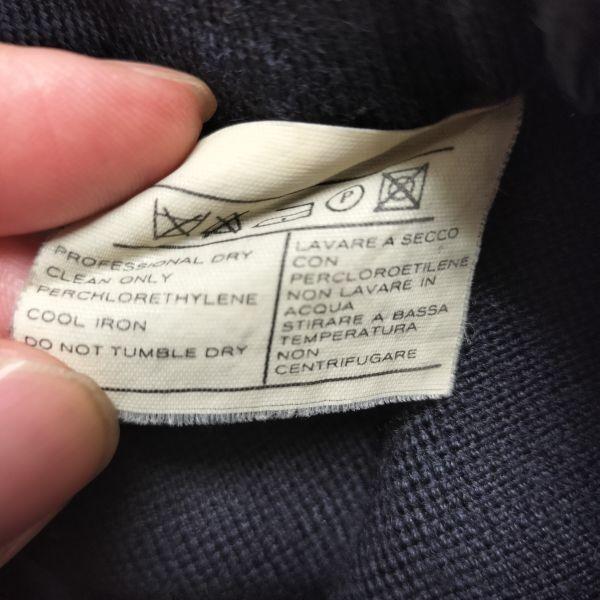 P
PROFESSIONAL DRY
CLEAN ONLY
PERCHLORETHYLENE
COOL IRON
DO NOT TUMBLE DRY
LAVARE A SECCO
CON
PERCLOROETILENE
NON LAVARE IN
ACQUA
STIRARE A BASSA
TEMPERATURA
NON
CENTRIFUGARE